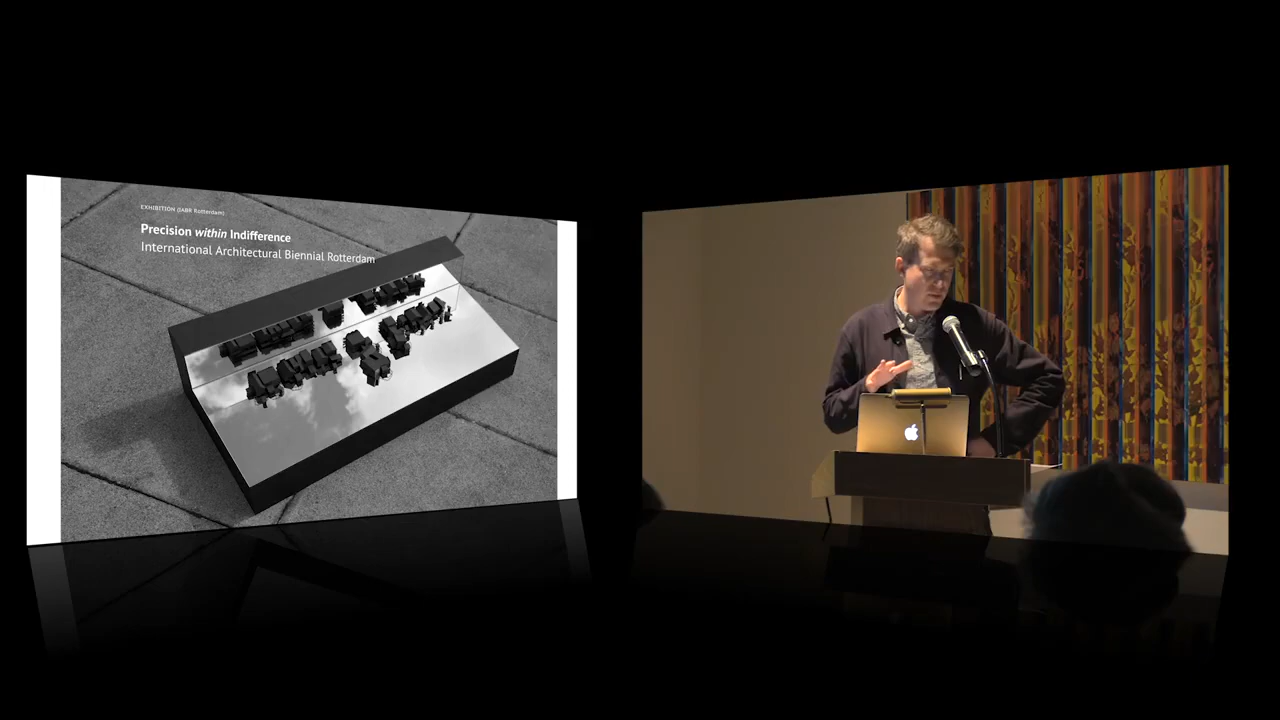 EXHIBITION (IABR Rotterdam)
Precision within Indifference
International Architectural Biennial Rotterdam